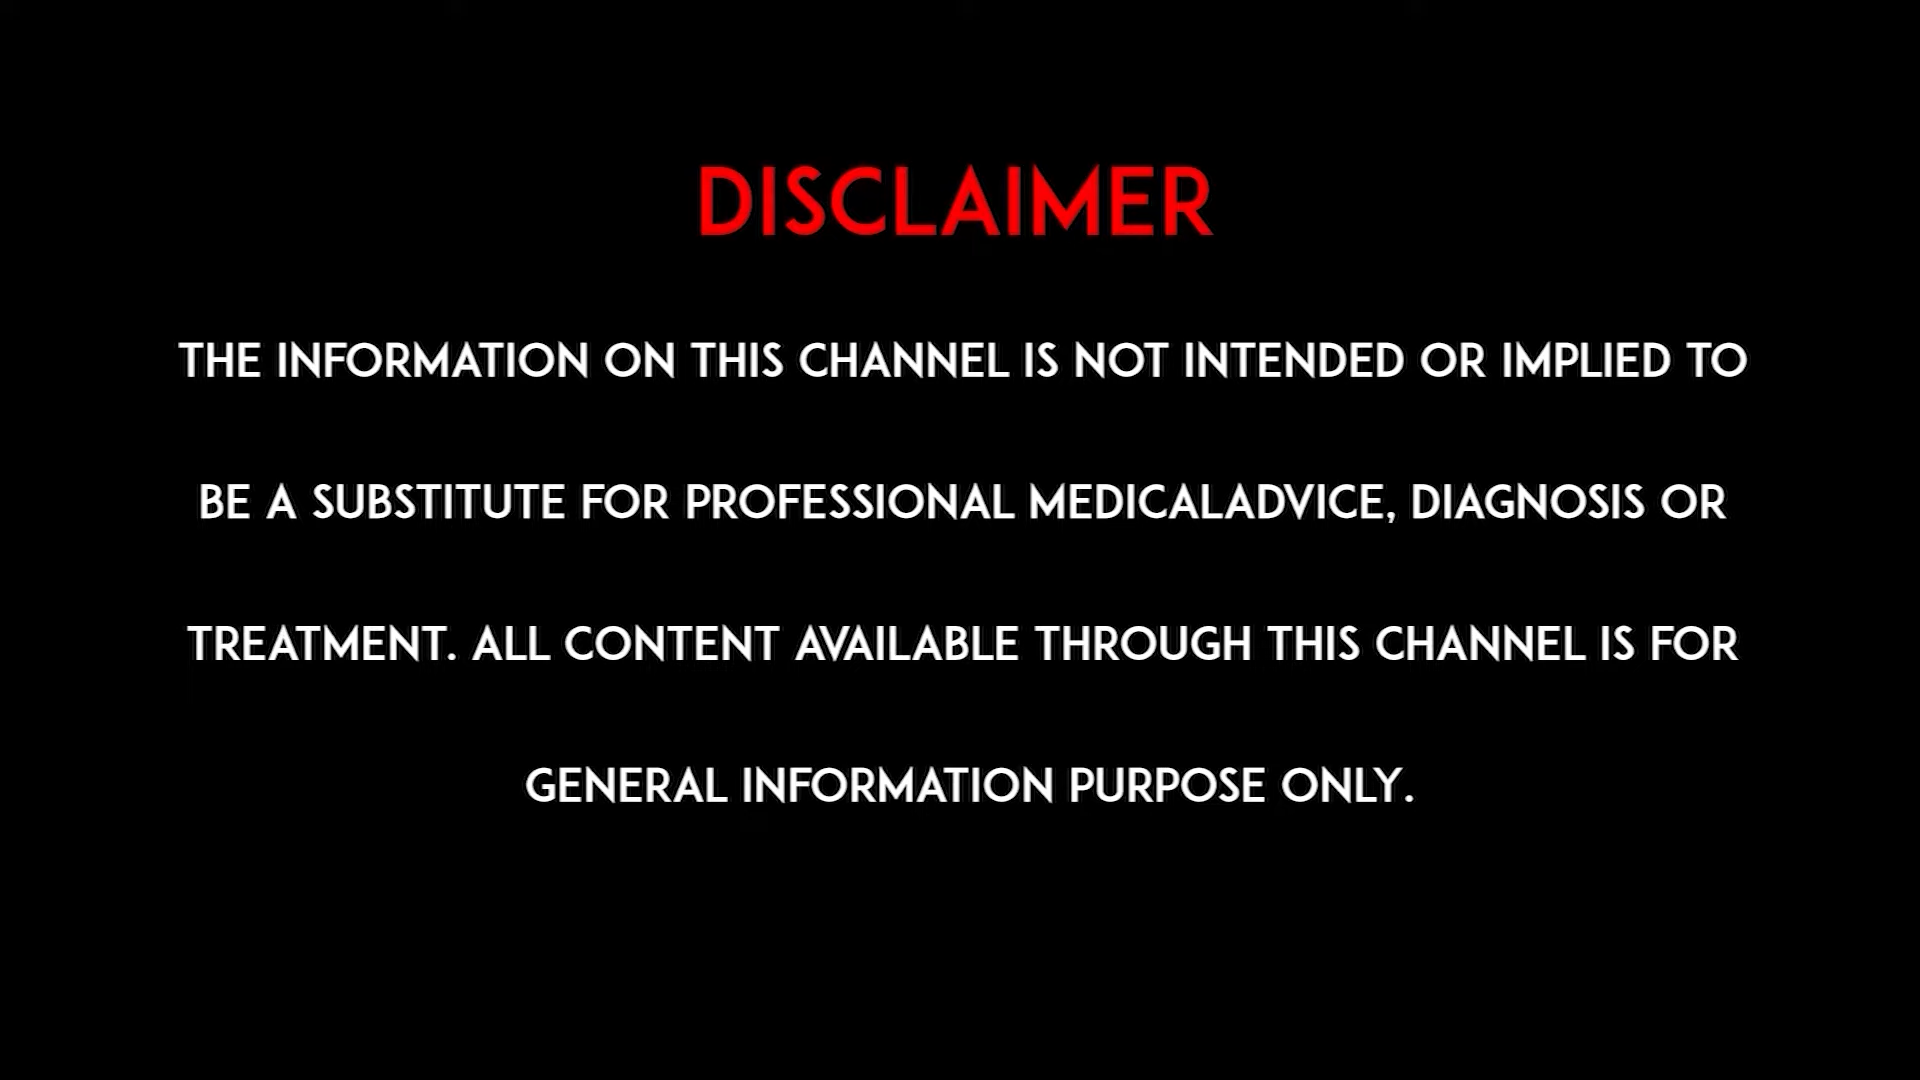 DISCLAIMER
THE INFORMATION ON THIS CHANNEL IS NOT INTENDED OR IMPLIED TO
BE A SUBSTITUTE FOR PROFESSIONAL MEDICALADVICE, DIAGNOSIS OR
TREATMENT. ALL CONTENT AVAILABLE THROUGH THIS CHANNEL IS FOR
GENERAL INFORMATION PURPOSE ONLY.